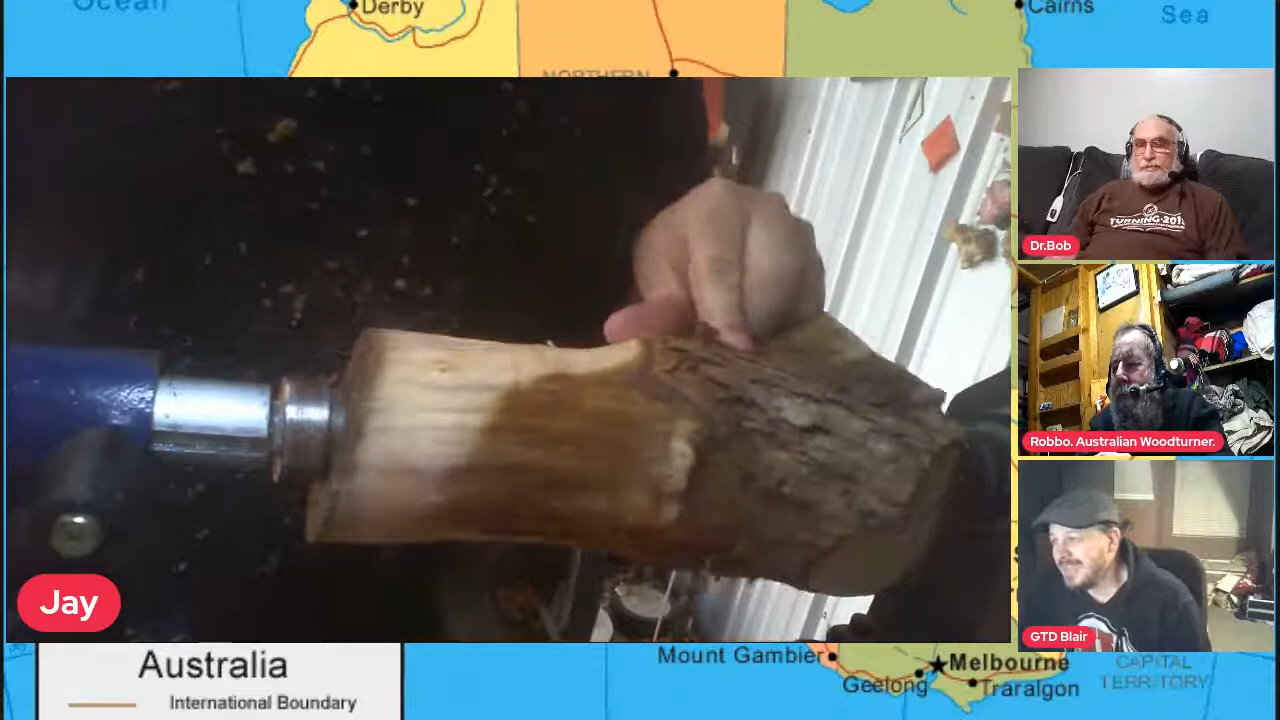 Ocean
Derby
Cairns
Sea
NORTHERN
TURNING-201
Dr.Bob
Robbo. Australian Woodturner.
Jay
GTD Blair
Australia
International Boundary
Mount Gambier
Melbourne
Geelong
Traralgon
CAPITAL
TERRITORY